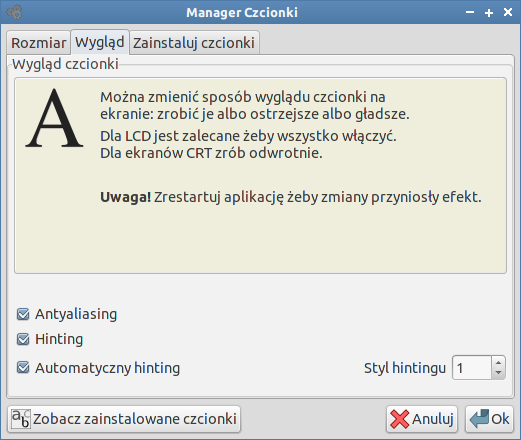 Manager Czcionki
Rozmiar Wygląd Zainstaluj czcionki
Wygląd czcionki
A
Można zmienić sposób wyglądu czcionki na
ekranie: zrobić je albo ostrzejsze albo gładsze.
Dla LCD jest zalecane żeby wszystko włączyć.
Dla ekranów CRT zrób odwrotnie.
Uwaga! Zrestartuj aplikację żeby zmiany przyniosły efekt.
Antyaliasing
Hinting
Automatyczny hinting Styl hintingu 1
Zobacz zainstalowane czcionki Anuluj Ok